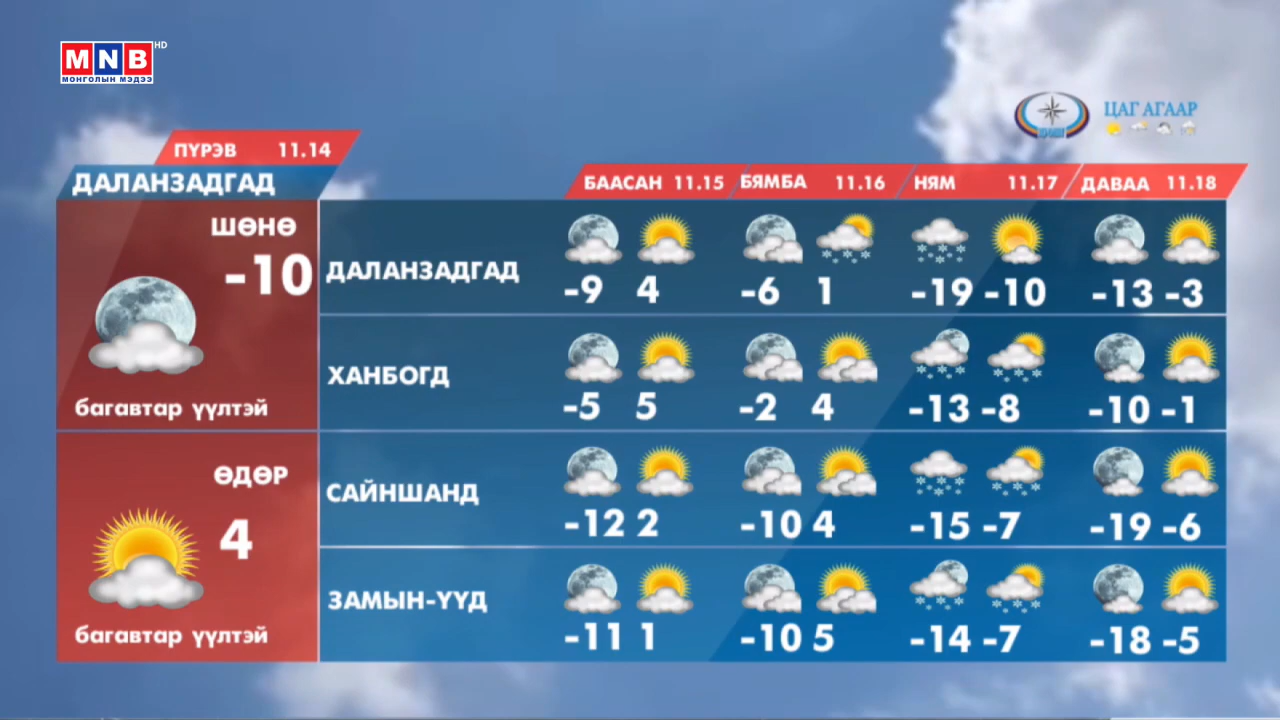 MNB HD
МОНГОЛЫН МЭДЭЭ
ЦАГ АГААР
ПҮРЭВ 11.14
ДАЛАНЗАДГАД
ШӨНӨ
-10
багавтар үүлтэй
ӨДӨР
4
багавтар үүлтэй
БААСАН 11.15 БЯМБА 11.16 НЯМ 11.17 ДАВАА 11.18
ДАЛАНЗАДГАД -9 4 -6 1 -19 -10 -13 -3
ХАНБОГД -5 5 -2 4 -13 -8 -10 -1
САЙНШАНД -12 2 -10 4 -15 -7 -19 -6
ЗАМЫН-ҮҮД -11 1 -10 5 -14 -7 -18 -5